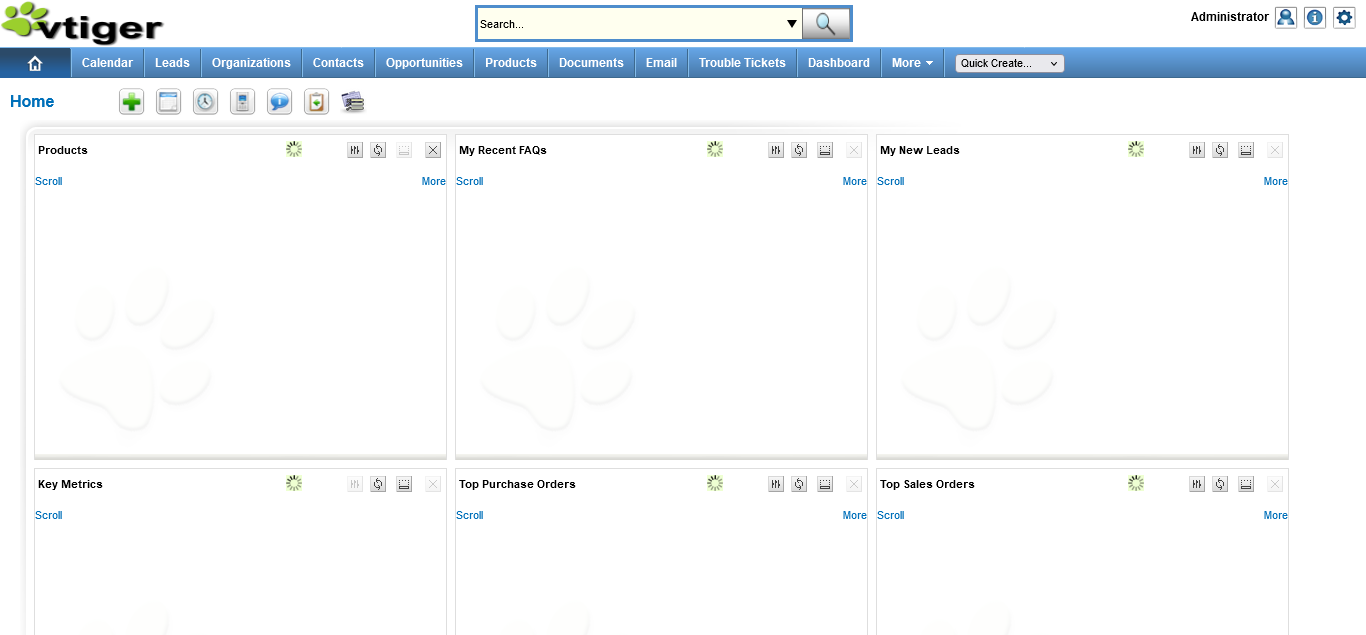 vtiger
Search...
Administrator
Calendar Leads Organizations Contacts Opportunities Products Documents Email Trouble Tickets Dashboard More Quick Create...
Home
Products
My Recent FAQs
My New Leads
Scroll More
Scroll More
Scroll More
Key Metrics
Top Purchase Orders
Top Sales Orders
Scroll
Scroll More
Scroll More